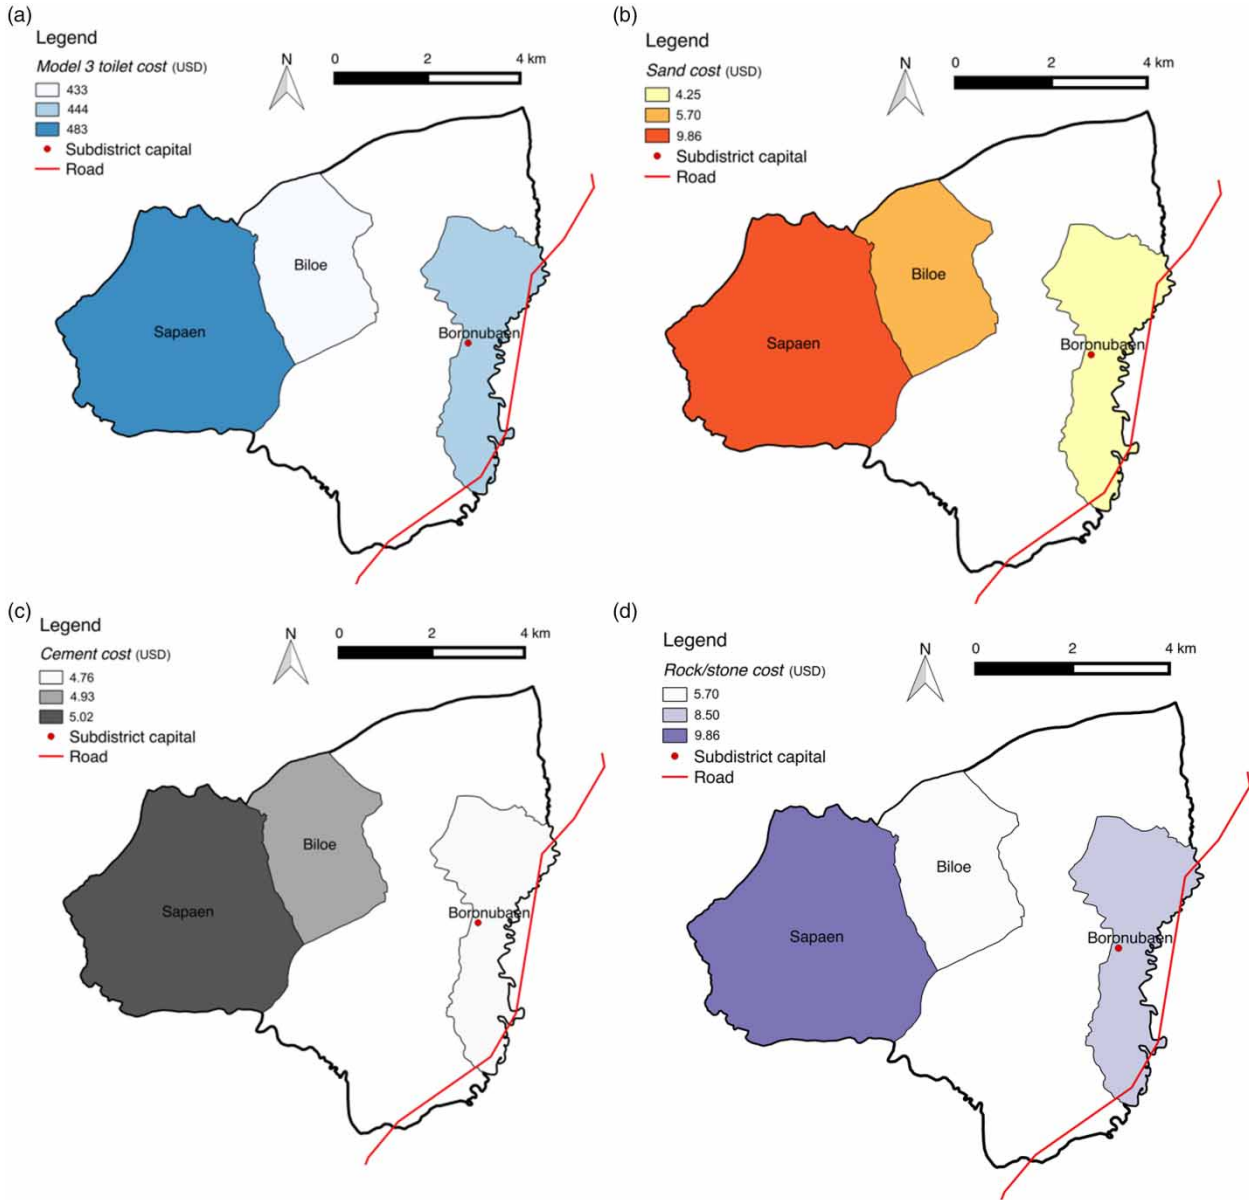 (a)
Legend
Model 3 toilet cost (USD)
433
444
483
Subdistrict capital
Road
N
0 2 4 km
Sapaen
Biloe
Boronubaen
(b)
Legend
Sand cost (USD)
4.25
5.70
9.86
Subdistrict capital
Road
N
0 2 4 km
Sapaen
Biloe
Boronubaen
(c)
Legend
Cement cost (USD)
4.76
4.93
5.02
Subdistrict capital
Road
N
0 2 4 km
Sapaen
Biloe
Boronubaen
(d)
Legend
Rock/stone cost (USD)
5.70
8.50
9.86
Subdistrict capital
Road
N
0 2 4 km
Sapaen
Biloe
Boronubaen